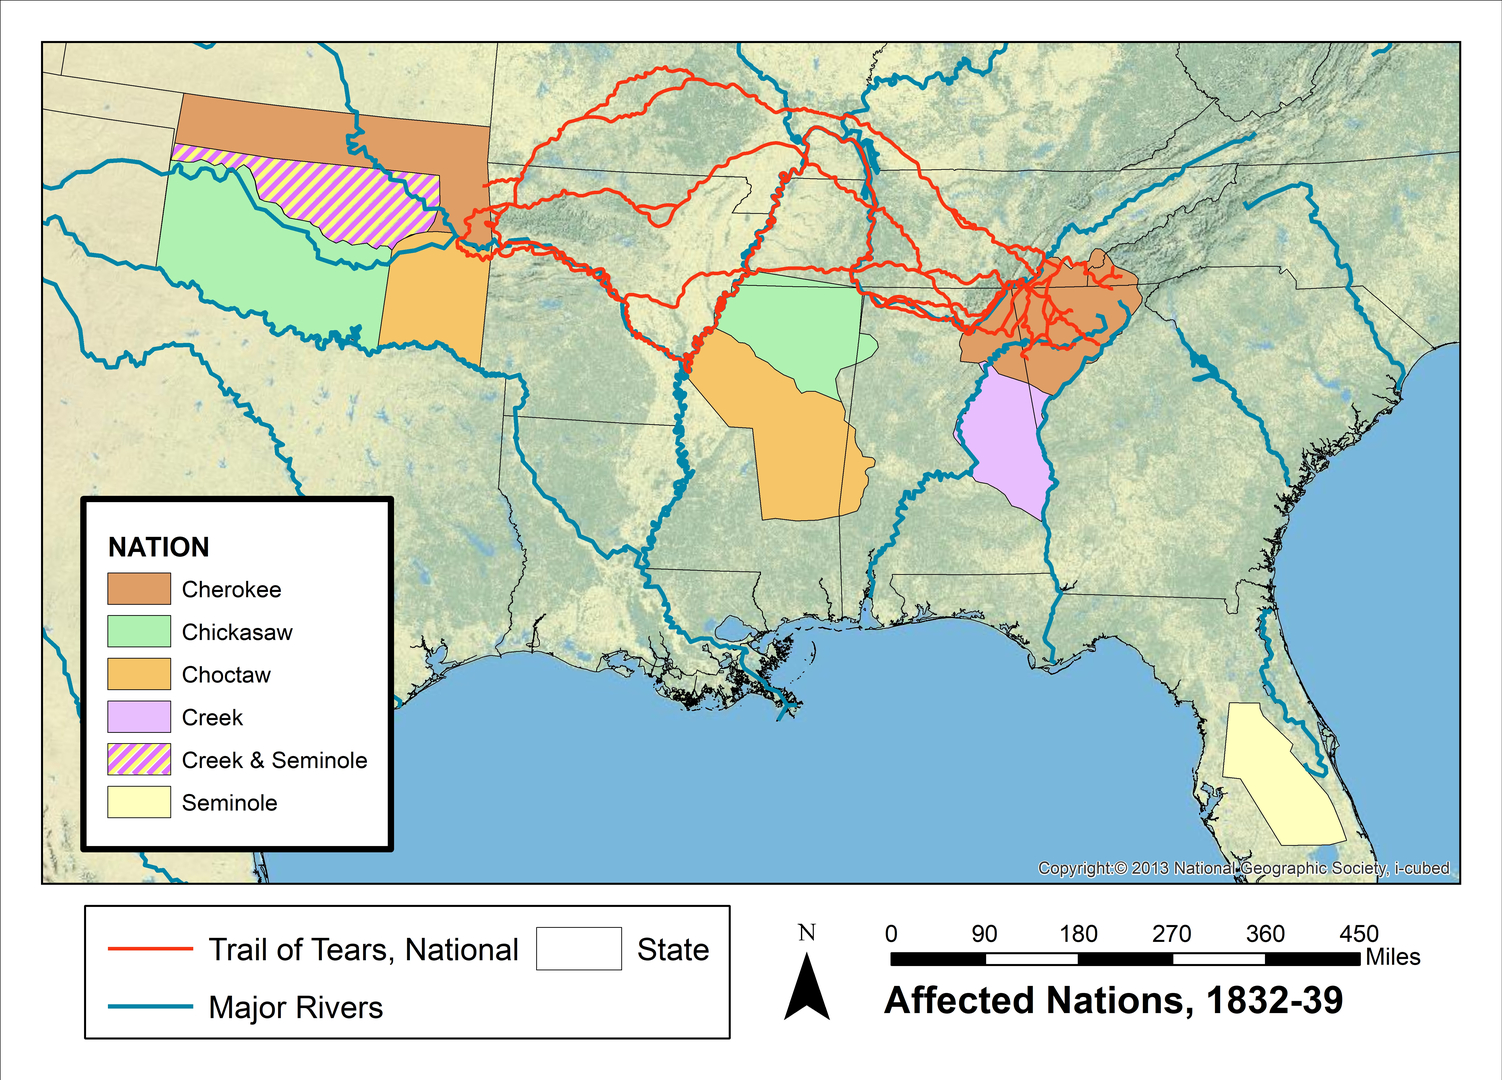 NATION
Cherokee
Chickasaw
Choctaw
Creek
Creek & Seminole
Seminole
Copyright:© 2013 National Geographic Society, i-cubed
Trail of Tears, National
State
Major Rivers
N
0 90 180 270 360 450
Miles
Affected Nations, 1832-39